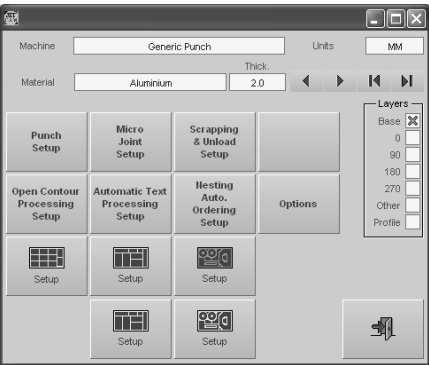 Machine Generic Punch Units MM
Thick.
Material Aluminium 2.0
Layers
Base
0
90
180
270
Other
Profile
Punch
Setup
Micro
Joint
Setup
Scrapping
& Unload
Setup
Open Contour
Processing
Setup
Automatic Text
Processing
Setup
Nesting
Auto.
Ordering
Setup
Options
Setup
Setup
Setup
Setup
Setup